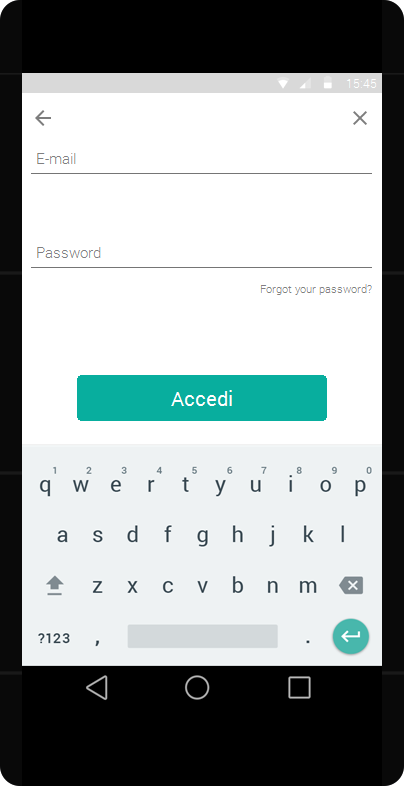 15:45
E-mail
Password
Forgot your password?
Accedi
1 2 3 4 5 6 7 8 9 0
q w e r t y u i o p
a s d f g h j k l
z x c v b n m
?123 , .